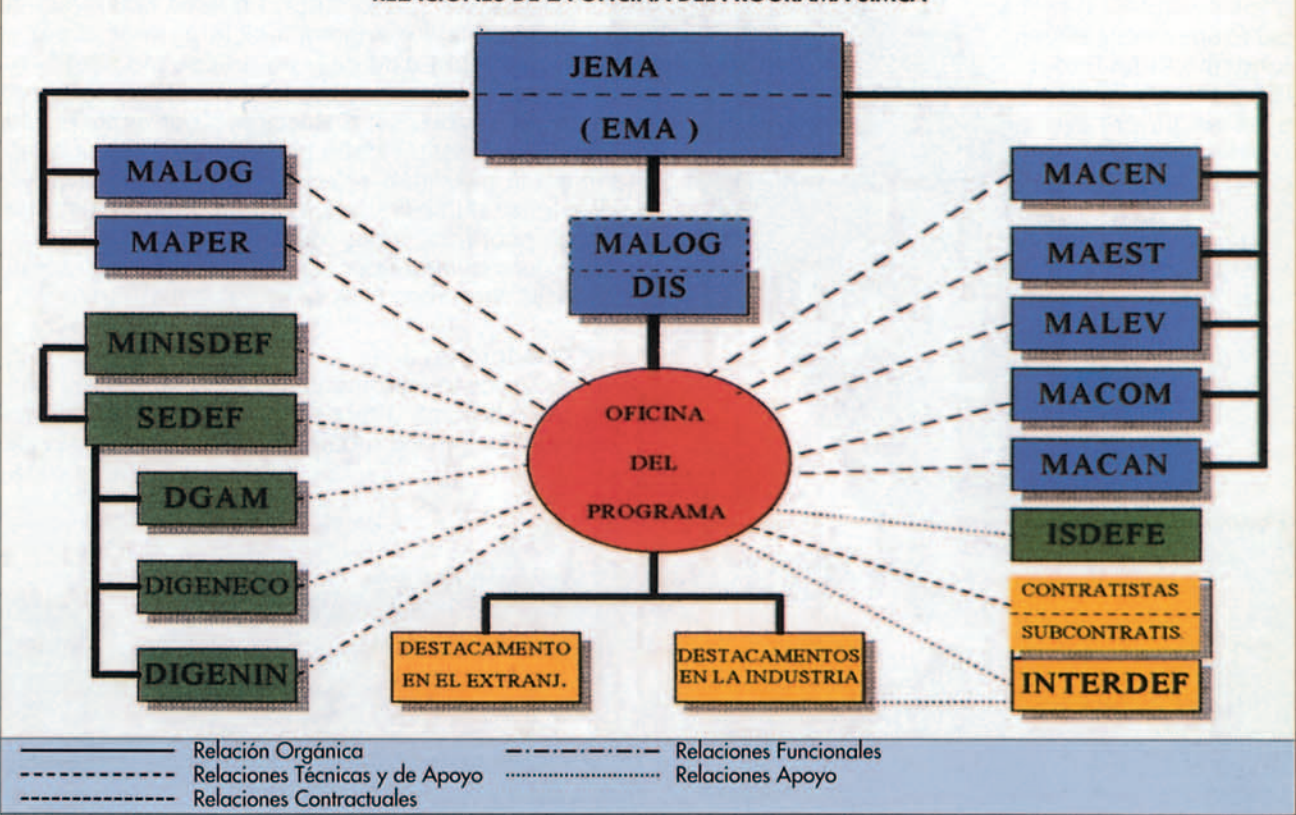 JEMA
( EMA )
MALOG
MAPER
MALOG
DIS
MACEN
MAEST
MALEV
MACOM
MACAN
MINISDEF
SEDEF
DGAM
DIGENECO
DIGENIN
OFICINA
DEL
PROGRAMA
ISDEFE
CONTRATISTAS
SUBCONTRATIS.
INTERDEF
DESTACAMENTO
EN EL EXTRANJ.
DESTACAMENTOS
EN LA INDUSTRIA
Relación Orgánica
Relaciones Técnicas y de Apoyo
Relaciones Contractuales
Relaciones Funcionales
Relaciones Apoyo